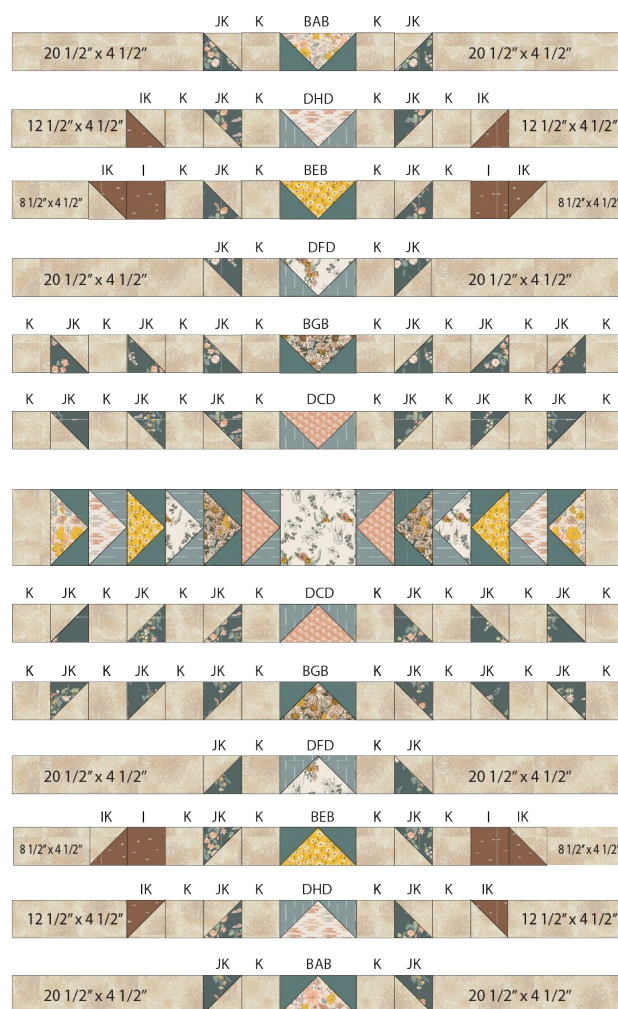 JK K BAB K JK
20 1/2” x 4 1/2” 20 1/2” x 4 1/2”
IK K JK K DHD K JK K IK
12 1/2” x 4 1/2” 12 1/2” x 4 1/2”
IK I K JK K BEB K JK K I IK
8 1/2” x 4 1/2” 8 1/2” x 4 1/2”
JK K DFD K JK
20 1/2” x 4 1/2” 20 1/2” x 4 1/2”
K JK K JK K JK K BGB K JK K JK K JK K
K JK K JK K JK K DCD K JK K JK K JK K
K JK K JK K JK K DCD K JK K JK K JK K
K JK K JK K JK K BGB K JK K JK K JK K
JK K DFD K JK
20 1/2” x 4 1/2” 20 1/2” x 4 1/2”
IK I K JK K BEB K JK K I IK
8 1/2” x 4 1/2” 8 1/2” x 4 1/2”
IK K JK K DHD K JK K IK
12 1/2” x 4 1/2” 12 1/2” x 4 1/2”
JK K BAB K JK
20 1/2” x 4 1/2” 20 1/2” x 4 1/2”